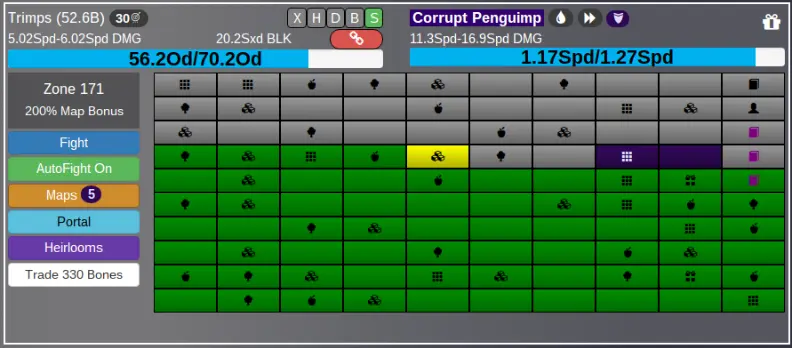 Trimps (52.6B) 30
X H D B S
Corrupt Penguimp
5.02Spd-6.02Spd DMG 20.2Sxd BLK
11.3Spd-16.9Spd DMG
56.2Od/70.2Od
1.17Spd/1.27Spd
Zone 171
200% Map Bonus
Fight
AutoFight On
Maps 5
Portal
Heirlooms
Trade 330 Bones